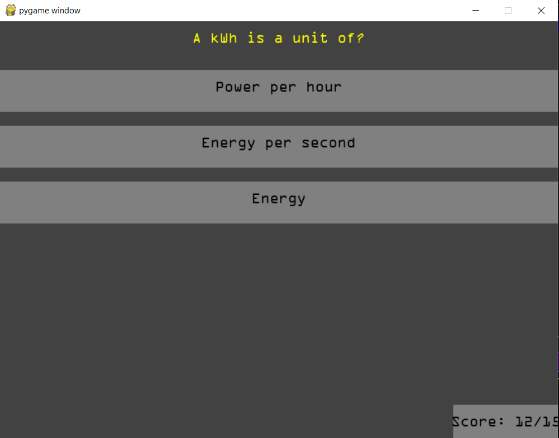 pygame window
A kWh is a unit of?
Power per hour
Energy per second
Energy
Score: 12/15